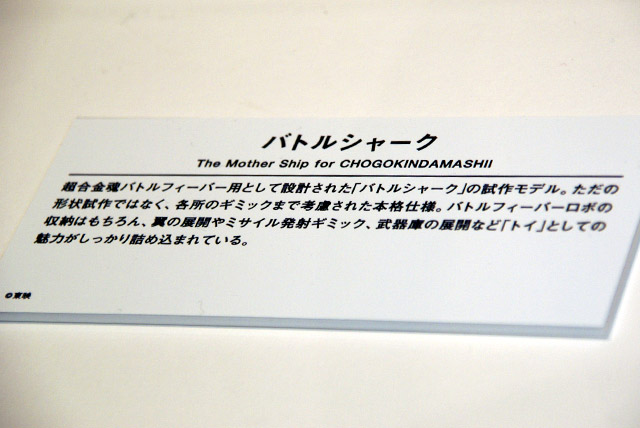 バトルシャーク
The Mother Ship for CHOGOKINDAMASHII
超合金魂バトルフィーバー用として設計された「バトルシャーク」の試作モデル。ただの
形状試作ではなく、各所のギミックまで考慮された本格仕様。バトルフィーバーロボの
収納はもちろん、翼の展開やミサイル発射ギミック、武器庫の展開など「トイ」としての
魅力がしっかり詰め込まれている。
©東映